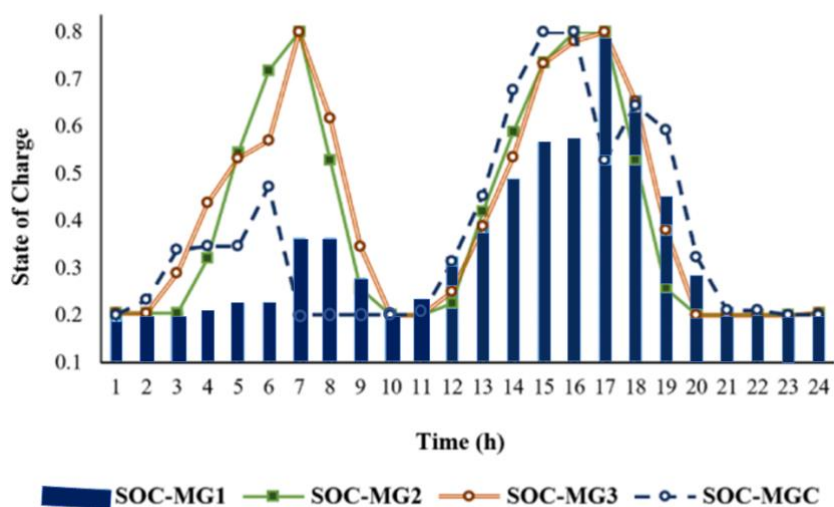 State of Charge
0.8
0.7
0.6
0.5
0.4
0.3
0.2
0.1
1 2 3 4 5 6 7 8 9 10 11 12 13 14 15 16 17 18 19 20 21 22 23 24
Time (h)
SOC-MG1 SOC-MG2 SOC-MG3 SOC-MGC